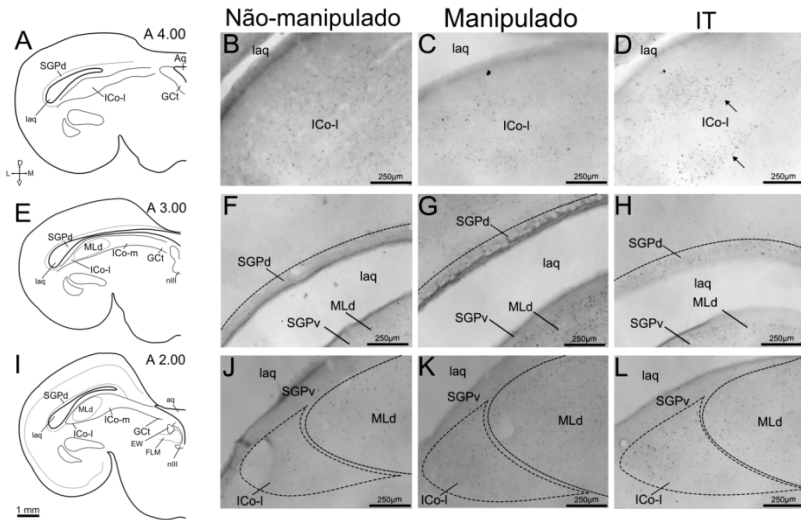 Não-manipulado Manipulado IT
A A 4.00
SGPd
Aq
ICo-l
GCt
laq
D
L M
V
B
laq
ICo-l
250µm
C
laq
ICo-l
250µm
D
laq
ICo-l
250µm
E A 3.00
SGPd
MLd
ICo-m
GCt
laq
ICo-l
nIII
F
SGPd
laq
MLd
SGPv
250µm
G
SGPd
laq
MLd
SGPv
250µm
H
SGPd
laq
MLd
SGPv
250µm
I A 2.00
SGPd
MLd
aq
ICo-m
laq
ICo-l
GCt
EW
FLM
nIII
1 mm
J
laq
SGPv
MLd
ICo-l
250µm
K
laq
SGPv
MLd
ICo-l
250µm
L
laq
SGPv
MLd
ICo-l
250µm